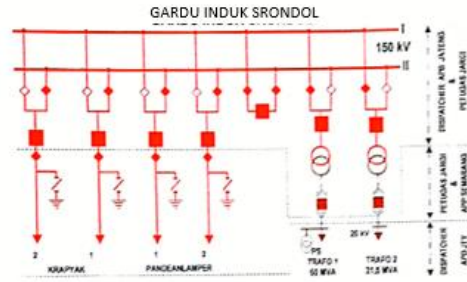 GARDU INDUK SRONDOL
I
150 kV
II
DISPATCHER APB JATENG
&
PETUGAS JARGI
PETUGAS JARGI
&
APP SEMARANG
DISPATCHER
APD JTY
2
1
1
2
KRAPYAK
PANDEANLAMPER
PS
20 kV
TRAFO 1
60 MVA
TRAFO 2
31,5 MVA